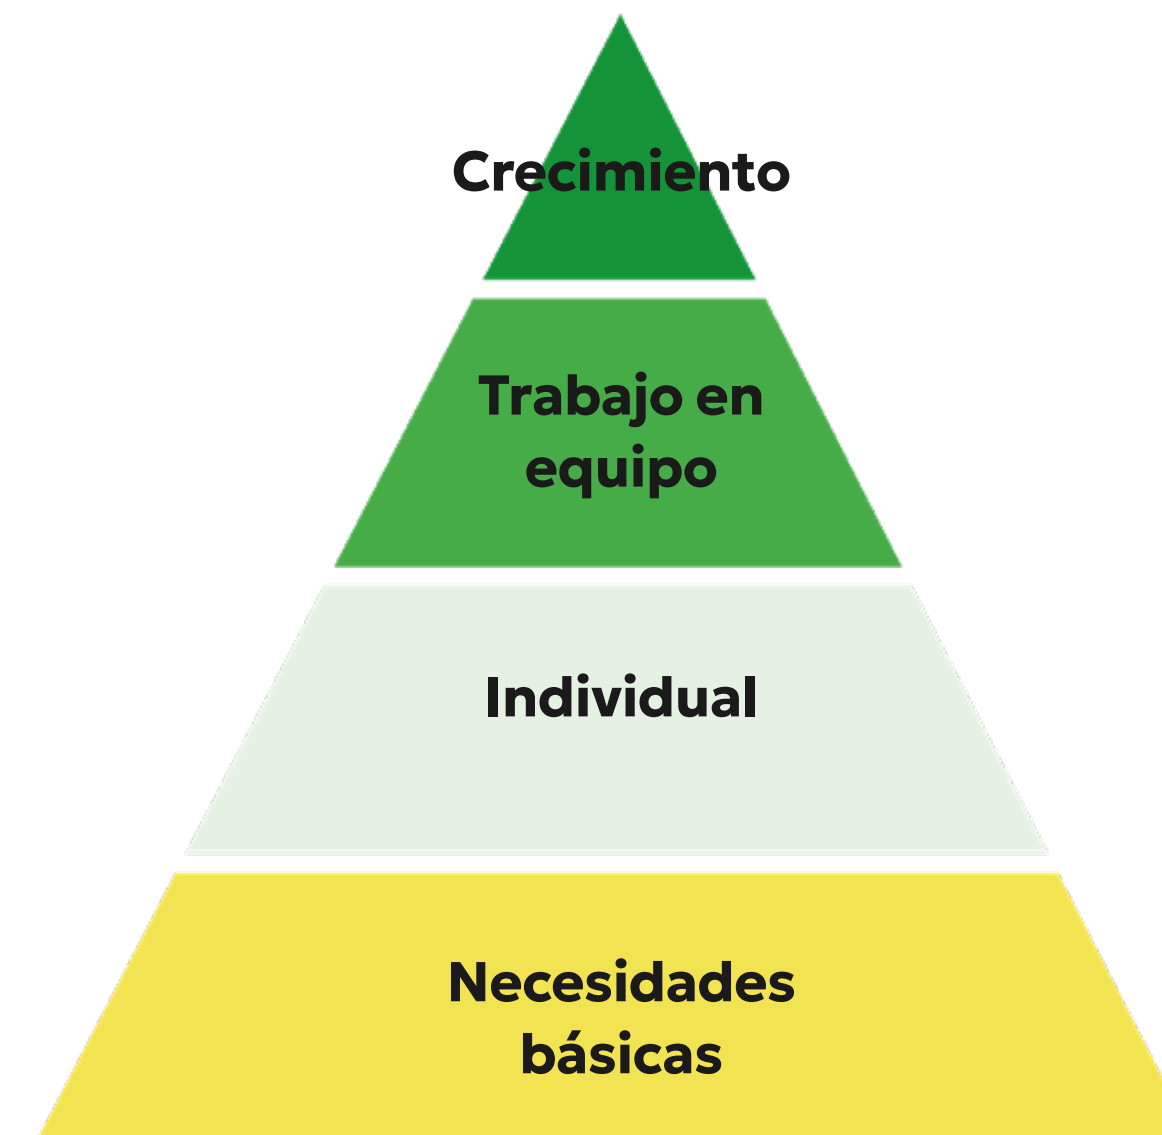 Crecimiento
Trabajo en
equipo
Individual
Necesidades
básicas